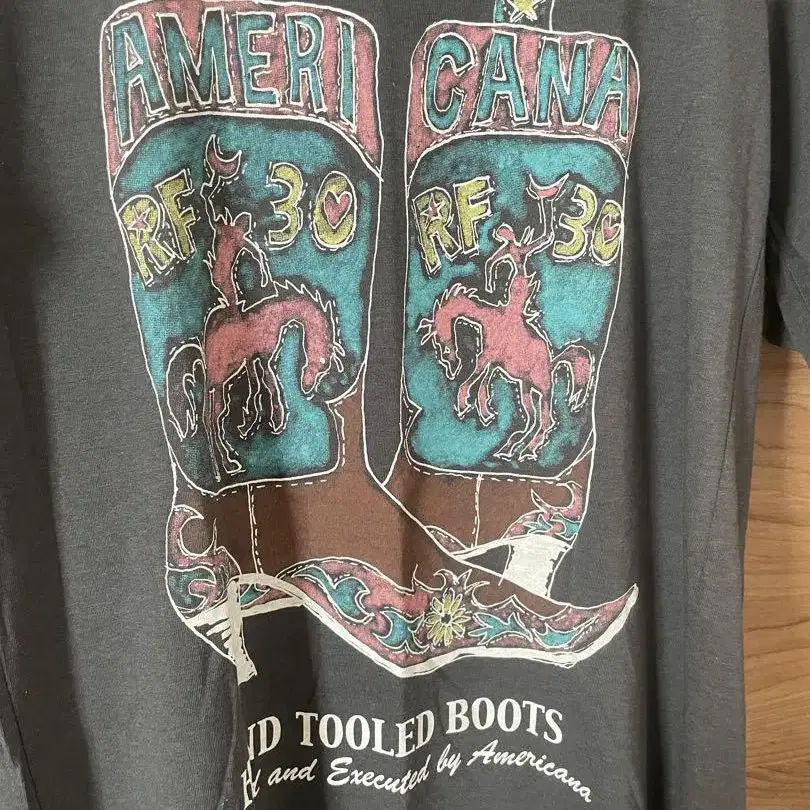 AMERI CANA
RF 30 RF 30
ND TOOLED BOOTS
and Executed by Americana